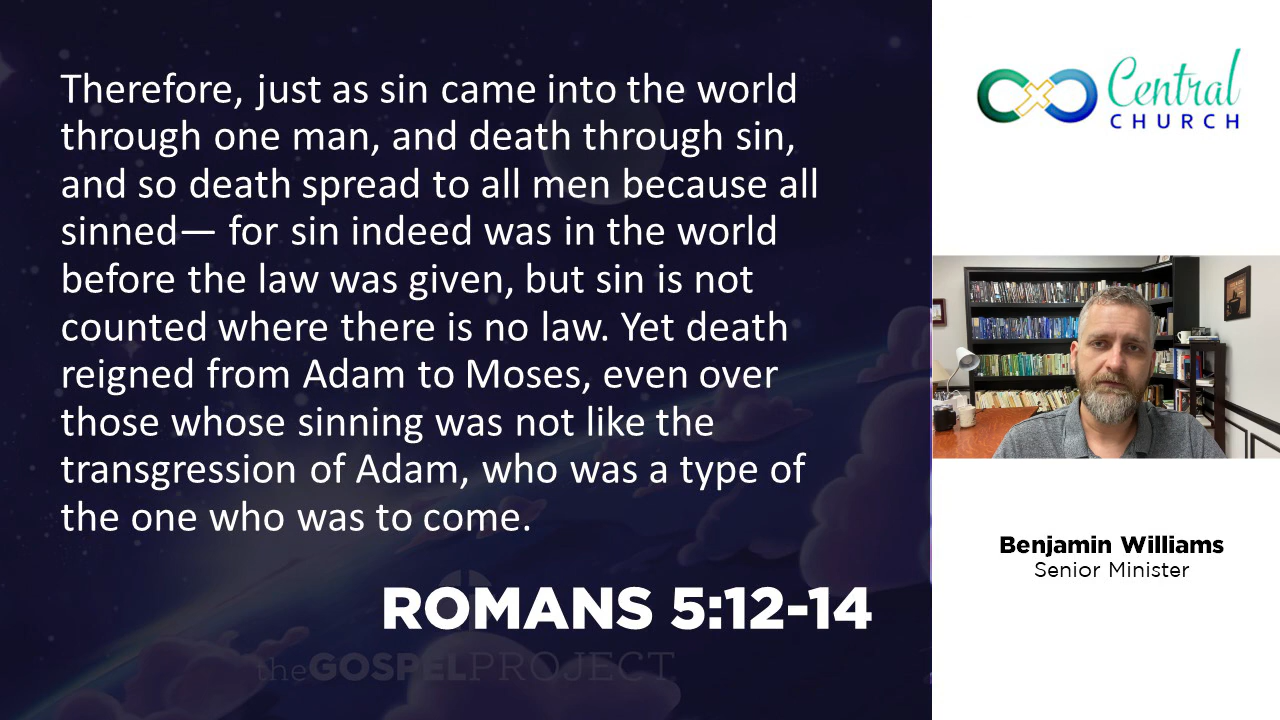 Therefore, just as sin came into the world
through one man, and death through sin,
and so death spread to all men because all
sinned— for sin indeed was in the world
before the law was given, but sin is not
counted where there is no law. Yet death
reigned from Adam to Moses, even over
those whose sinning was not like the
transgression of Adam, who was a type of
the one who was to come.
ROMANS 5:12-14
theGOSPELPROJECT
Central
CHURCH
Benjamin Williams
Senior Minister